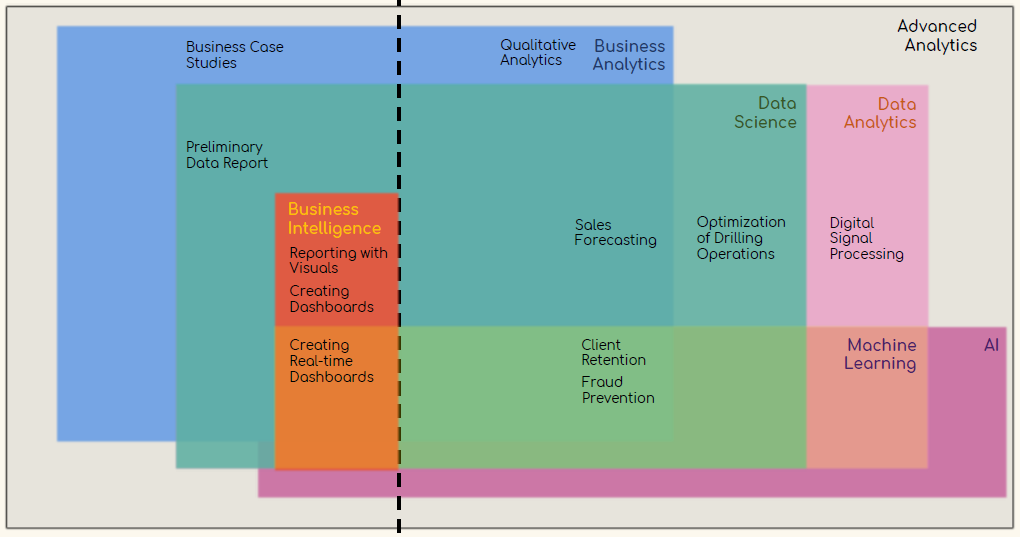 Advanced
Analytics
Business Case
Studies
Qualitative
Analytics
Business
Analytics
Data
Science
Data
Analytics
Preliminary
Data Report
Business
Intelligence
Reporting with
Visuals
Creating
Dashboards
Sales
Forecasting
Optimization
of Drilling
Operations
Digital
Signal
Processing
Creating
Real-time
Dashboards
Client
Retention
Fraud
Prevention
Machine
Learning
AI